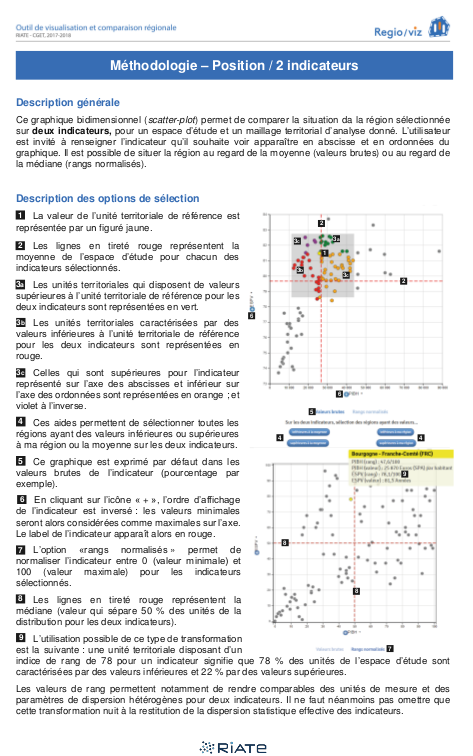 Outil de visualisation et comparaison régionale
RIATE - CGET, 2017-2018
Regio/viz
Méthodologie – Position / 2 indicateurs
Description générale
Ce graphique bidimensionnel (scatter-plot) permet de comparer la situation da la région sélectionnée
sur deux indicateurs, pour un espace d'étude et un maillage territorial d'analyse donné. L'utilisateur
est invité à renseigner l'indicateur qu'il souhaite voir apparaître en abscisse et en ordonnées du
graphique. Il est possible de situer la région au regard de la moyenne (valeurs brutes) ou au regard de
la médiane (rangs normalisés).
Description des options de sélection
1 La valeur de l'unité territoriale de référence est
représentée par un figuré jaune.
2 Les lignes en tireté rouge représentent la
moyenne de l'espace d'étude pour chacun des
indicateurs sélectionnés.
3a Les unités territoriales qui disposent de valeurs
supérieures à l'unité territoriale de référence pour les
deux indicateurs sont représentées en vert.
3b Les unités territoriales caractérisées par des
valeurs inférieures à l'unité territoriale de référence
pour les deux indicateurs sont représentées en
rouge.
3c Celles qui sont supérieures pour l'indicateur
représenté sur l'axe des abscisses et inférieur sur
l'axe des ordonnées sont représentées en orange ; et
violet à l'inverse.
4 Ces aides permettent de sélectionner toutes les
régions ayant des valeurs inférieures ou supérieures
à ma région ou la moyenne sur les deux indicateurs.
5 Ce graphique est exprimé par défaut dans les
valeurs brutes de l'indicateur (pourcentage par
exemple).
6 En cliquant sur l'icône « + », l'ordre d'affichage
de l'indicateur est inversé : les valeurs minimales
seront alors considérées comme maximales sur l'axe.
Le label de l'indicateur apparaît alors en rouge.
7 L'option «rangs normalisés » permet de
normaliser l'indicateur entre 0 (valeur minimale) et
100 (valeur maximale) pour les indicateurs
sélectionnés.
8 Les lignes en tireté rouge représentent la
médiane (valeur qui sépare 50 % des unités de la
distribution pour les deux indicateurs).
9 L'utilisation possible de ce type de transformation
est la suivante : une unité territoriale disposant d'un
indice de rang de 78 pour un indicateur signifie que 78 % des unités de l'espace d'étude sont
caractérisées par des valeurs inférieures et 22 % par des valeurs supérieures.
Les valeurs de rang permettent notamment de rendre comparables des unités de mesure et des
paramètres de dispersion hétérogènes pour deux indicateurs. Il ne faut néanmoins pas omettre que
cette transformation nuit à la restitution de la dispersion statistique effective des indicateurs.
2
3c
3a
1
3b
3c
2
6
6
5 Valeurs brutes Rangs normalisés
Sur les deux indicateurs, sélection des régions ayant des valeurs...
4
4
Bourgogne - Franche-Comté (FRC)
9
8
8
Valeurs brutes Rangs normalisés 7
RIATE